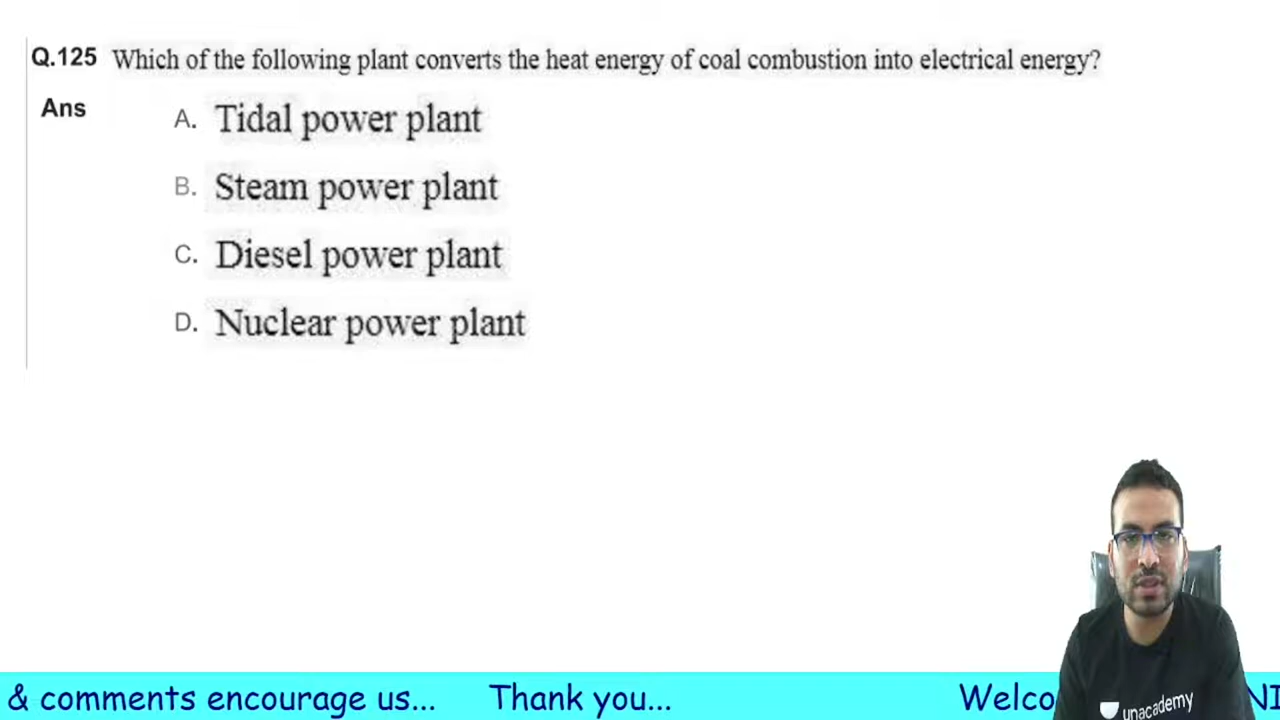 Q.125 Which of the following plant converts the heat energy of coal combustion into electrical energy?
Ans
A. Tidal power plant
B. Steam power plant
C. Diesel power plant
D. Nuclear power plant
unacademy
& comments encourage us... Thank you...